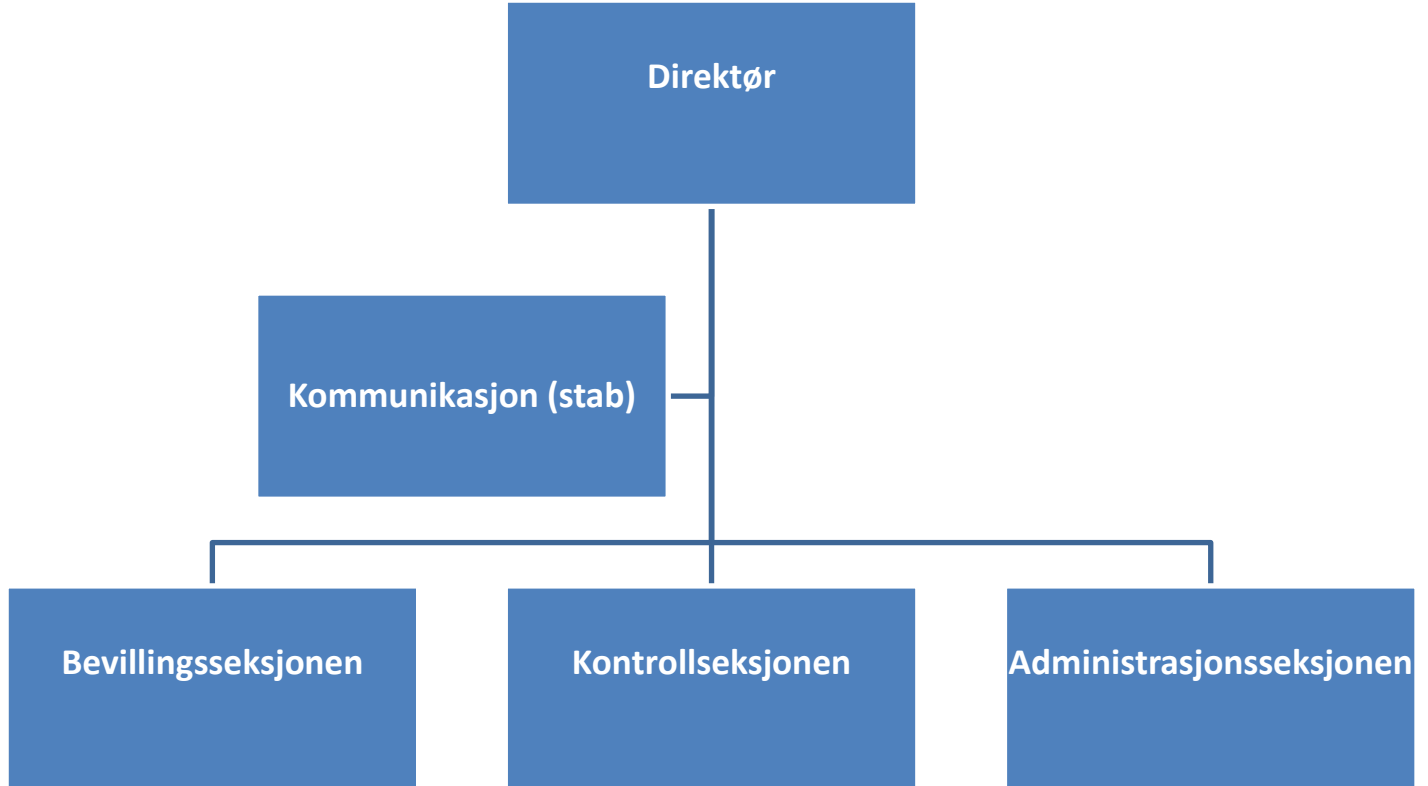 Direktør
Kommunikasjon (stab)
Bevillingsseksjonen
Kontrollseksjonen
Administrasjonsseksjonen